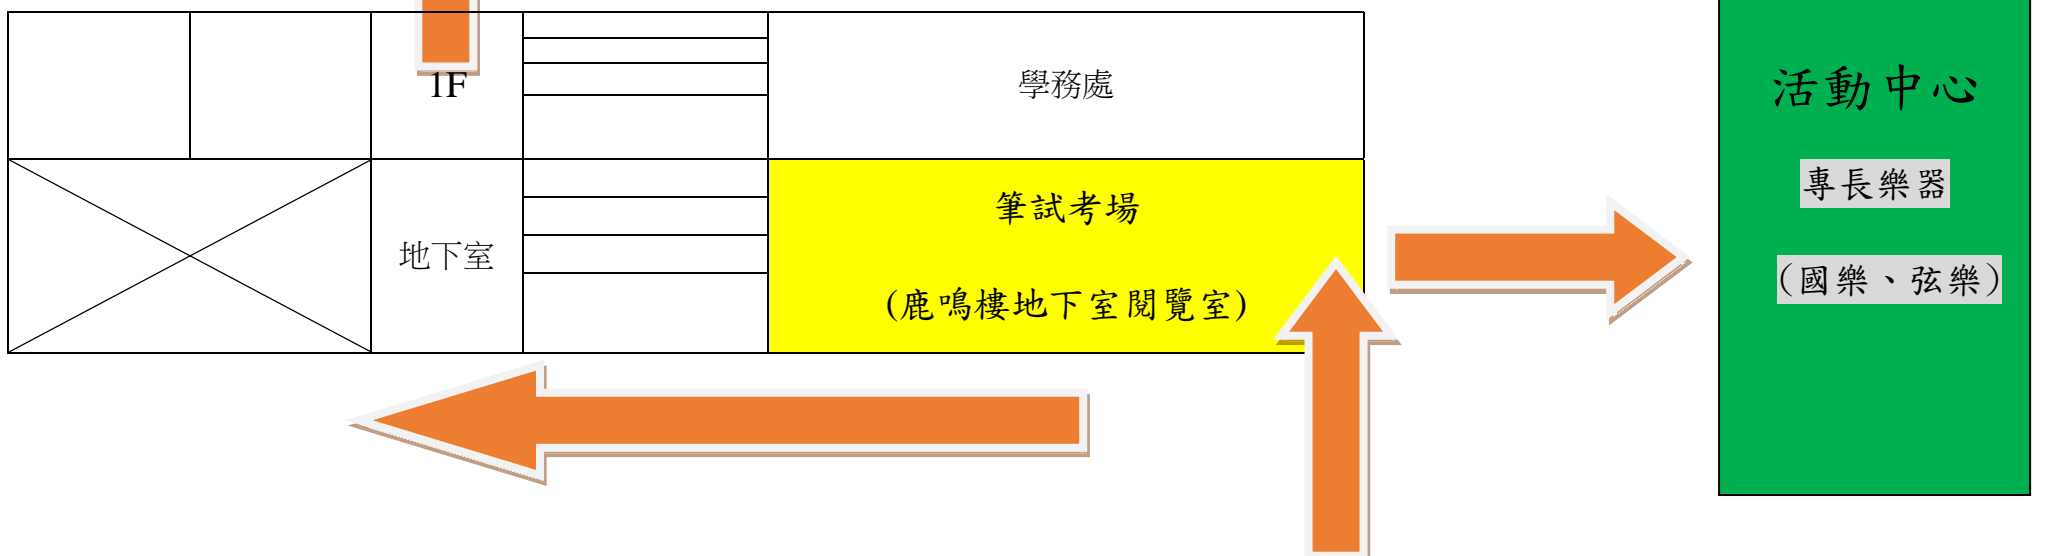 1F
學務處
地下室
筆試考場
(鹿鳴樓地下室閱覽室)
活動中心
專長樂器
(國樂、弦樂)